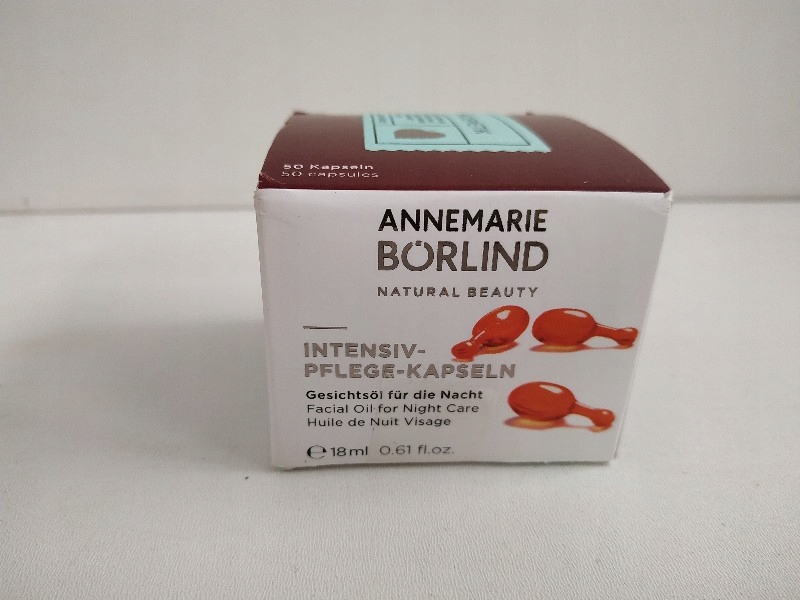 50 Kapseln
50 capsules
ANNEMARIE
BÖRLIND
NATURAL BEAUTY
INTENSIV-
PFLEGE-KAPSELN
Gesichtsöl für die Nacht
Facial Oil for Night Care
Huile de Nuit Visage
℮ 18ml 0.61 fl.oz.